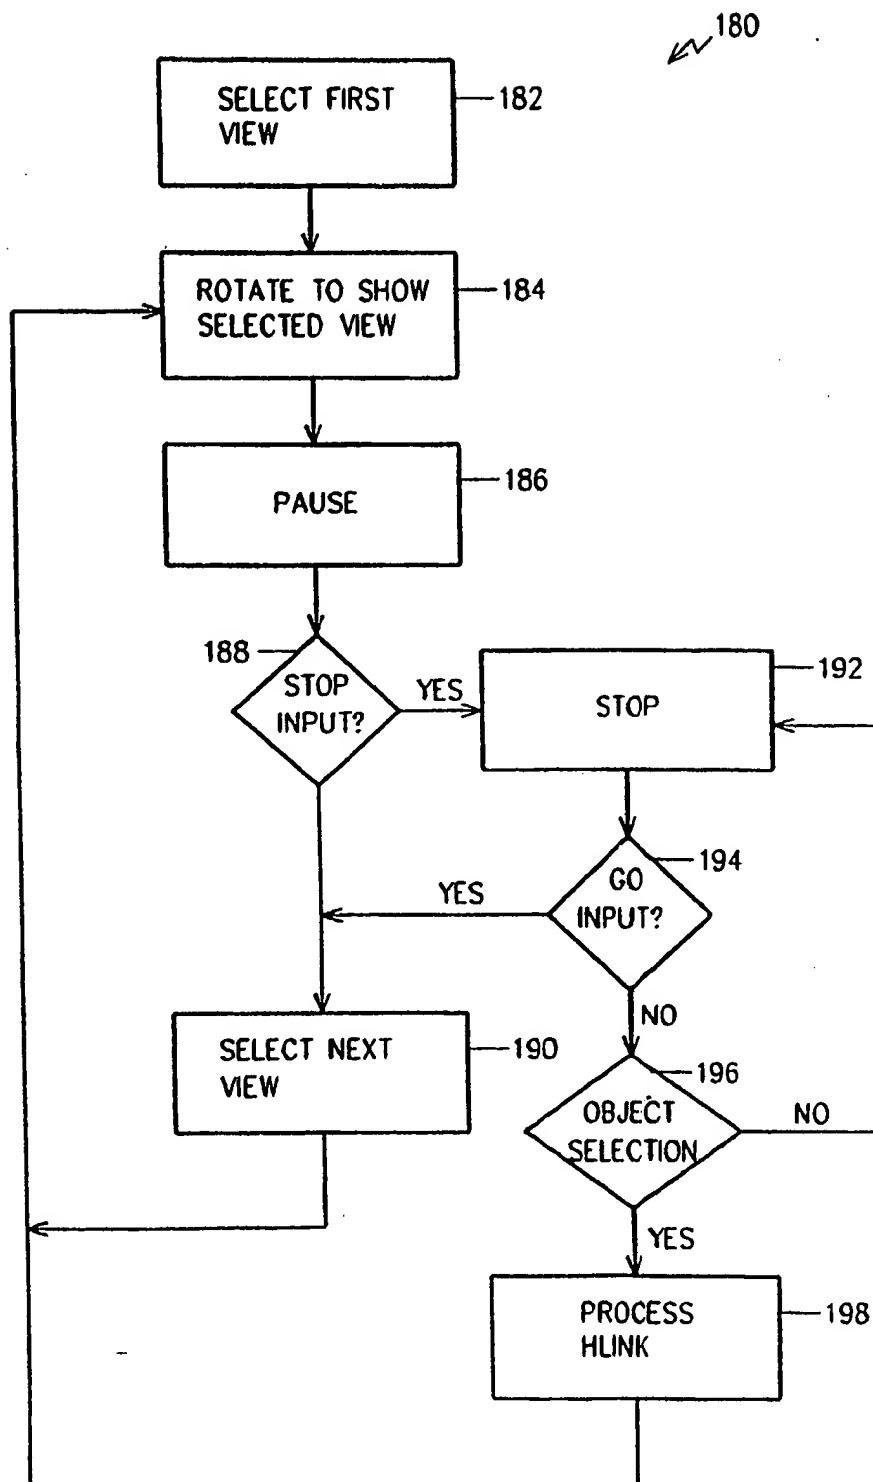 180
SELECT FIRST
VIEW
182
ROTATE TO SHOW
SELECTED VIEW
184
PAUSE
186
188
STOP
INPUT?
YES
STOP
192
GO
INPUT?
194
YES
NO
SELECT NEXT
VIEW
190
OBJECT
SELECTION
196
NO
YES
PROCESS
HLINK
198